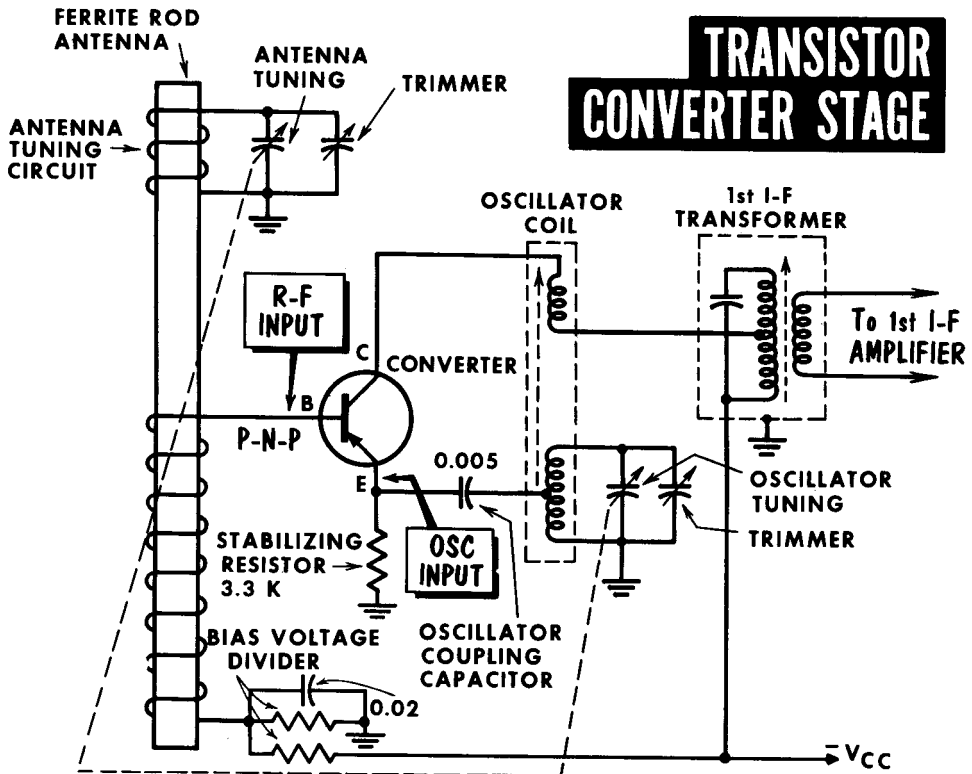 FERRITE ROD
ANTENNA
ANTENNA
TUNING
TRIMMER
TRANSISTOR
CONVERTER STAGE
ANTENNA
TUNING
CIRCUIT
OSCILLATOR
COIL
1st I-F
TRANSFORMER
R-F
INPUT
To 1st I-F
AMPLIFIER
C
CONVERTER
B
P-N-P
E
0.005
OSCILLATOR
TUNING
TRIMMER
STABILIZING
RESISTOR
3.3 K
OSC
INPUT
OSCILLATOR
COUPLING
CAPACITOR
BIAS VOLTAGE
DIVIDER
0.02
–VCC